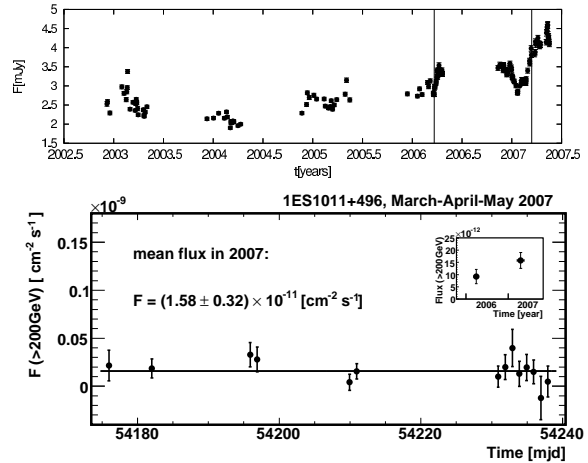 5
4.5
4
3.5
3
2.5
2
1.5
F[mJy]
2002.5 2003 2003.5 2004 2004.5 2005 2005.5 2006 2006.5 2007 2007.5
t[years]
×10⁻⁹
1ES1011+496, March-April-May 2007
F (>200GeV) [ cm⁻² s⁻¹]
0.15
0.1
0.05
0
mean flux in 2007:
F = (1.58 ± 0.32) × 10⁻¹¹ [cm⁻² s⁻¹]
×10⁻¹²
Flux (>200GeV)
25
20
15
10
5
0
2006 2007
Time [year]
54180 54200 54220 54240
Time [mjd]